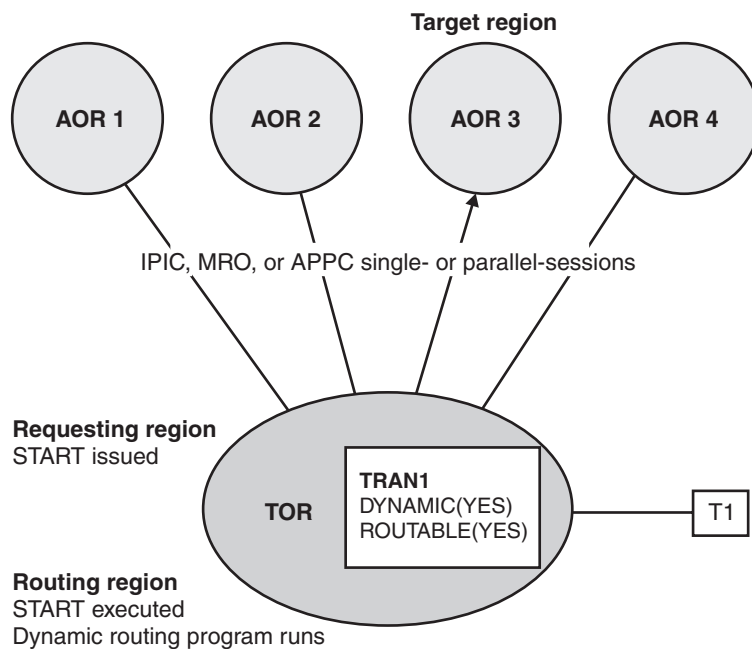 Target region
AOR 1
AOR 2
AOR 3
AOR 4
IPIC, MRO, or APPC single- or parallel-sessions
Requesting region
START issued
TOR
TRAN1
DYNAMIC(YES)
ROUTABLE(YES)
T1
Routing region
START executed
Dynamic routing program runs